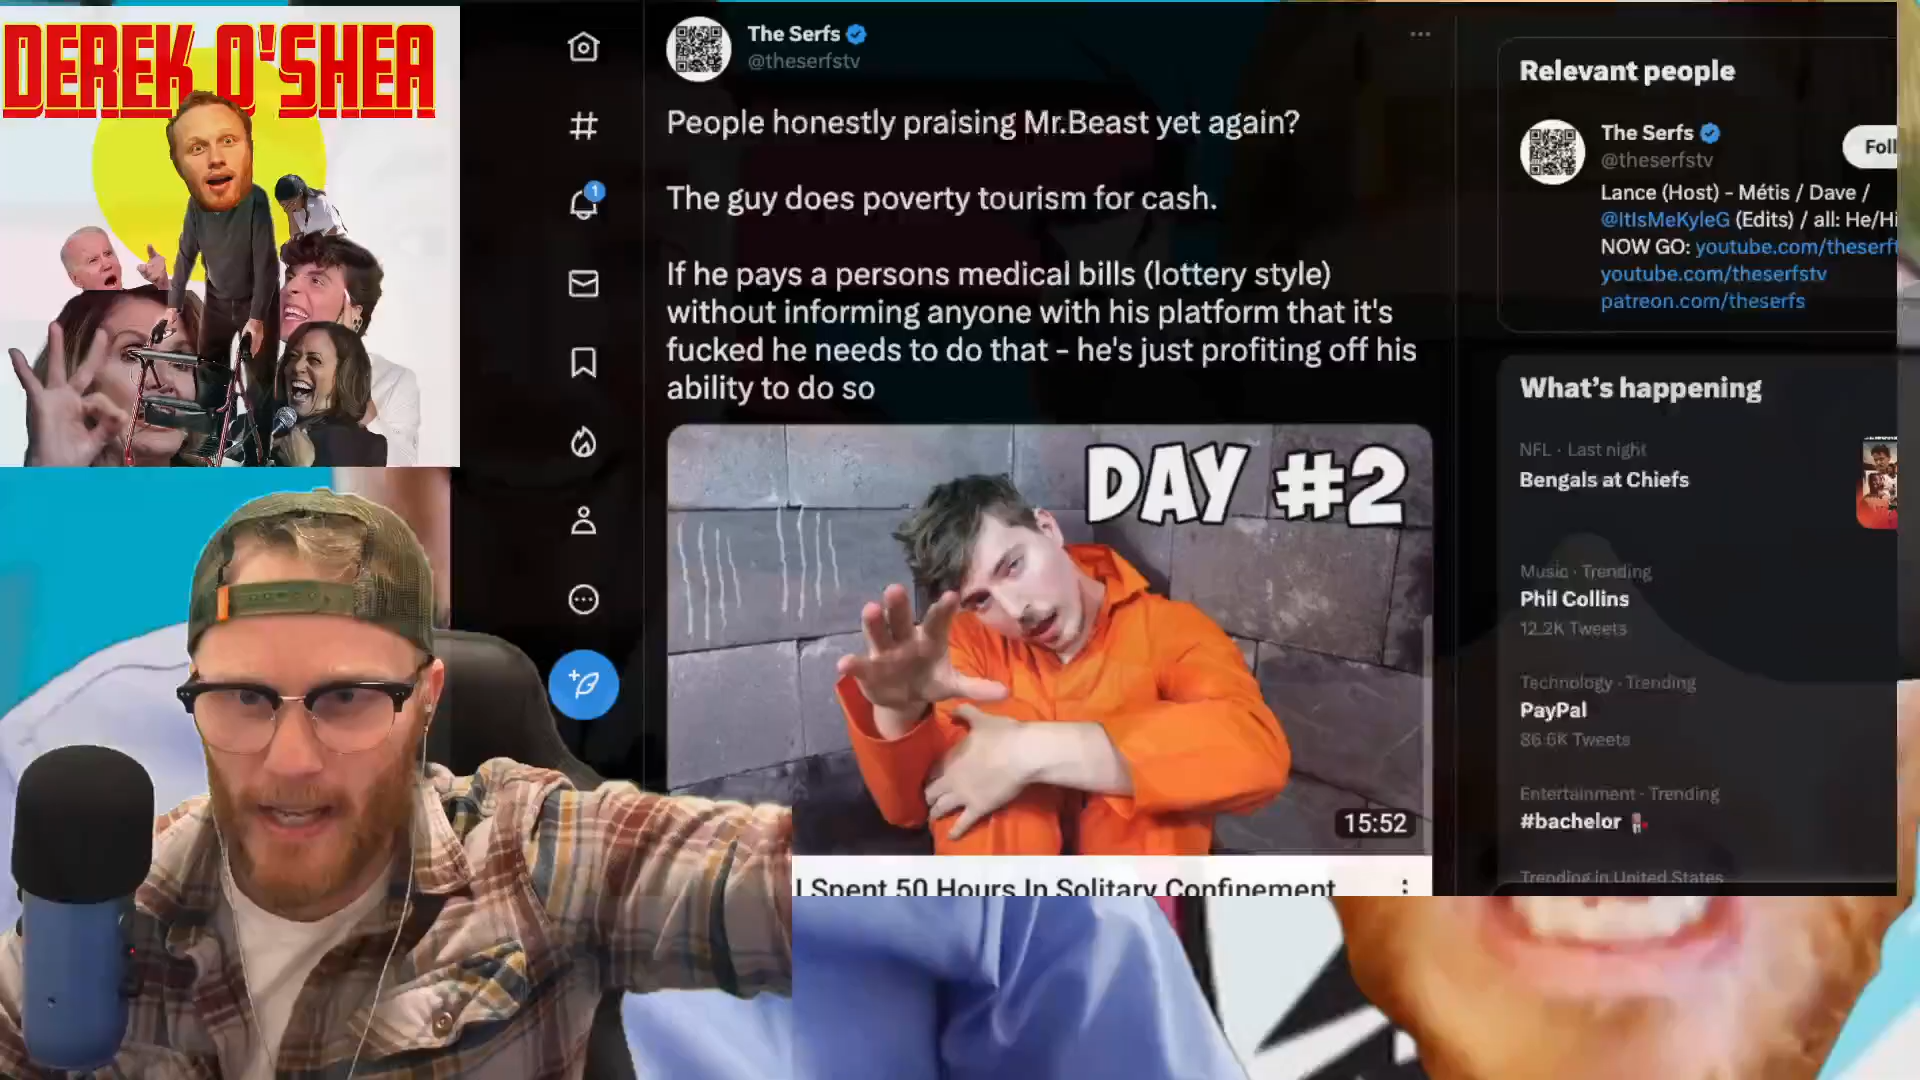 DEREK O'SHEA
The Serfs
@theserfstv
People honestly praising Mr.Beast yet again?
The guy does poverty tourism for cash.
If he pays a persons medical bills (lottery style)
without informing anyone with his platform that it's
fucked he needs to do that - he's just profiting off his
ability to do so
DAY #2
15:52
I Spent 50 Hours In Solitary Confinement
1
Relevant people
The Serfs
@theserfstv
Foll
Lance (Host) - Métis / Dave /
@ItIsMeKyleG (Edits) / all: He/Hi
NOW GO: youtube.com/theserft
youtube.com/theserfstv
patreon.com/theserfs
What's happening
NFL · Last night
Bengals at Chiefs
Music · Trending
Phil Collins
12.2K Tweets
Technology · Trending
PayPal
86.6K Tweets
Entertainment · Trending
#bachelor
Trending in United States